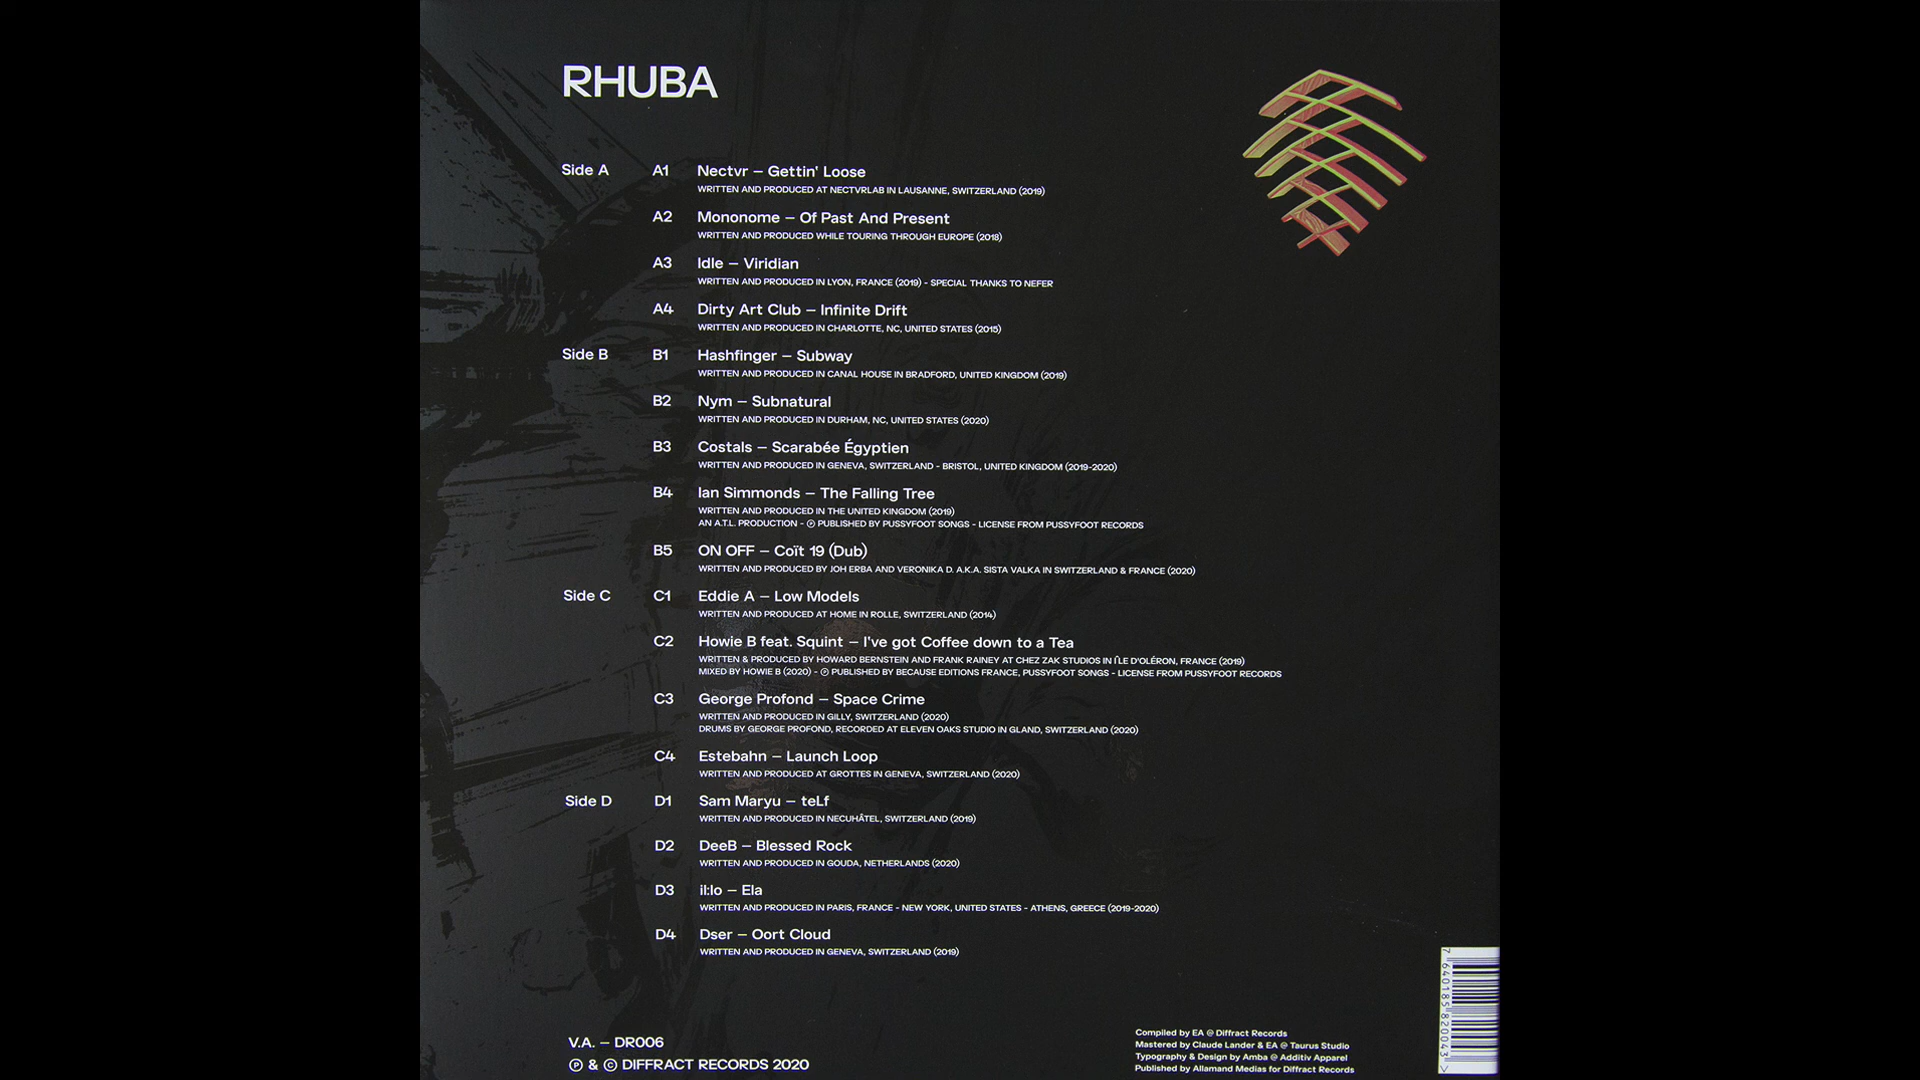 RHUBA
Side A A1 Nectvr – Gettin' Loose
WRITTEN AND PRODUCED AT NECTVRLAB IN LAUSANNE, SWITZERLAND (2019)
A2 Mononome – Of Past And Present
WRITTEN AND PRODUCED WHILE TOURING THROUGH EUROPE (2018)
A3 Idle – Viridian
WRITTEN AND PRODUCED IN LYON, FRANCE (2019) - SPECIAL THANKS TO NEFER
A4 Dirty Art Club – Infinite Drift
WRITTEN AND PRODUCED IN CHARLOTTE, NC, UNITED STATES (2015)
Side B B1 Hashfinger – Subway
WRITTEN AND PRODUCED IN CANAL HOUSE IN BRADFORD, UNITED KINGDOM (2019)
B2 Nym – Subnatural
WRITTEN AND PRODUCED IN DURHAM, NC, UNITED STATES (2020)
B3 Costals – Scarabée Égyptien
WRITTEN AND PRODUCED IN GENEVA, SWITZERLAND - BRISTOL, UNITED KINGDOM (2019-2020)
B4 Ian Simmonds – The Falling Tree
WRITTEN AND PRODUCED IN THE UNITED KINGDOM (2019)
AN A.T.L. PRODUCTION - ℗ PUBLISHED BY PUSSYFOOT SONGS - LICENSE FROM PUSSYFOOT RECORDS
B5 ON OFF – Coït 19 (Dub)
WRITTEN AND PRODUCED BY JOH ERBA AND VERONIKA D. A.K.A. SISTA VALKA IN SWITZERLAND & FRANCE (2020)
Side C C1 Eddie A – Low Models
WRITTEN AND PRODUCED AT HOME IN ROLLE, SWITZERLAND (2014)
C2 Howie B feat. Squint – I've got Coffee down to a Tea
WRITTEN & PRODUCED BY HOWARD BERNSTEIN AND FRANK RAINEY AT CHEZ ZAK STUDIOS IN ÎLE D'OLÉRON, FRANCE (2019)
MIXED BY HOWIE B (2020) - ℗ PUBLISHED BY BECAUSE EDITIONS FRANCE, PUSSYFOOT SONGS - LICENSE FROM PUSSYFOOT RECORDS
C3 George Profond – Space Crime
WRITTEN AND PRODUCED IN GILLY, SWITZERLAND (2020)
DRUMS BY GEORGE PROFOND, RECORDED AT ELEVEN OAKS STUDIO IN GLAND, SWITZERLAND (2020)
C4 Estebahn – Launch Loop
WRITTEN AND PRODUCED AT GROTTES IN GENEVA, SWITZERLAND (2020)
Side D D1 Sam Maryu – teLf
WRITTEN AND PRODUCED IN NECUHÂTEL, SWITZERLAND (2019)
D2 DeeB – Blessed Rock
WRITTEN AND PRODUCED IN GOUDA, NETHERLANDS (2020)
D3 il:lo – Ela
WRITTEN AND PRODUCED IN PARIS, FRANCE - NEW YORK, UNITED STATES - ATHENS, GREECE (2019-2020)
D4 Dser – Oort Cloud
WRITTEN AND PRODUCED IN GENEVA, SWITZERLAND (2019)
V.A. – DR006
℗ & © DIFFRACT RECORDS 2020
Compiled by EA @ Diffract Records
Mastered by Claude Lander & EA @ Taurus Studio
Typography & Design by Amba @ Additiv Apparel
Published by Allamand Medias for Diffract Records
7 640185 820043 >